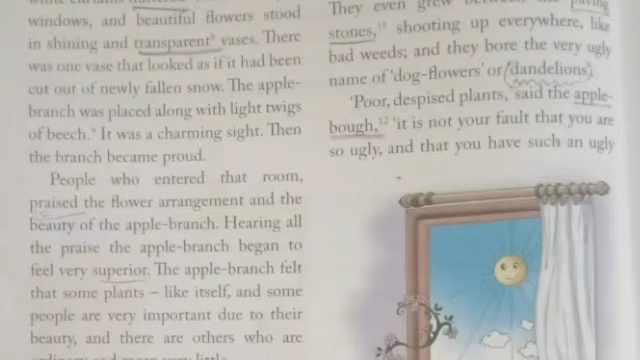 windows, and beautiful flowers stood
in shining and transparent⁸ vases. There
was one vase that looked as if it had been
cut out of newly fallen snow. The apple-
branch was placed along with light twigs
of beech.⁹ It was a charming sight. Then
the branch became proud.
People who entered that room,
praised the flower arrangement and the
beauty of the apple-branch. Hearing all
the praise the apple-branch began to
feel very superior. The apple-branch felt
that some plants – like itself, and some
people are very important due to their
beauty, and there are others who are
They even grew between the paving
stones,¹¹ shooting up everywhere, like
bad weeds; and they bore the very ugly
name of ‘dog-flowers’ or dandelions.
‘Poor, despised plants, said the apple-
bough,¹² ‘it is not your fault that you are
so ugly, and that you have such an ugly